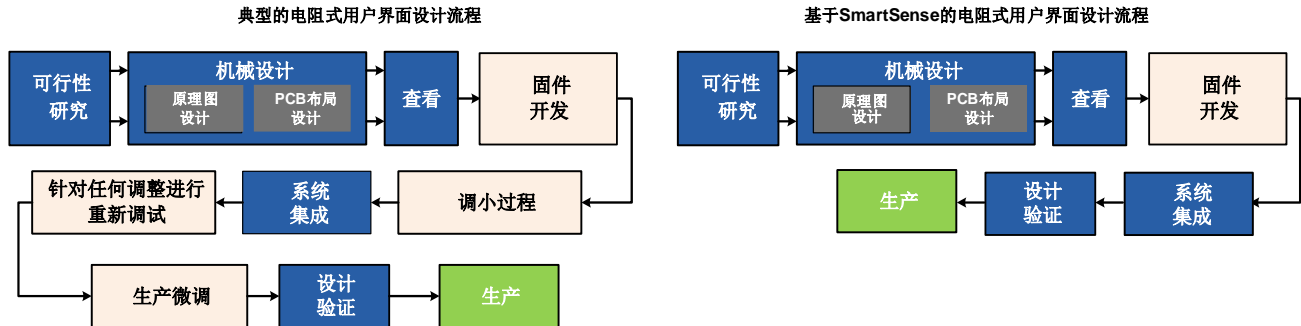 典型的电阻式用户界面设计流程
可行性
研究
机械设计
原理图
设计
PCB布局
设计
查看
固件
开发
针对任何调整进行
重新调试
系统
集成
调小过程
生产微调
设计
验证
生产
基于SmartSense的电阻式用户界面设计流程
可行性
研究
机械设计
原理图
设计
PCB布局
设计
查看
固件
开发
生产
设计
验证
系统
集成